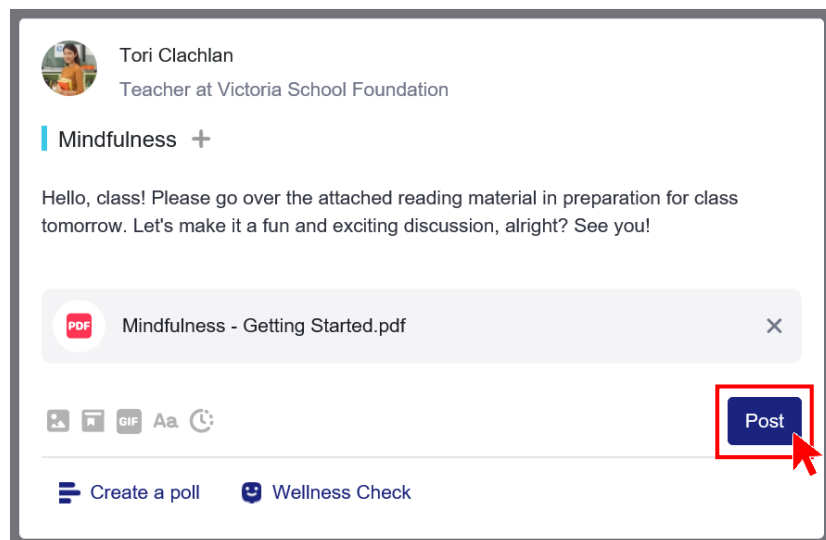 Tori Clachlan
Teacher at Victoria School Foundation
Mindfulness +
Hello, class! Please go over the attached reading material in preparation for class
tomorrow. Let's make it a fun and exciting discussion, alright? See you!
PDF Mindfulness - Getting Started.pdf
GIF Aa Post
Create a poll Wellness Check